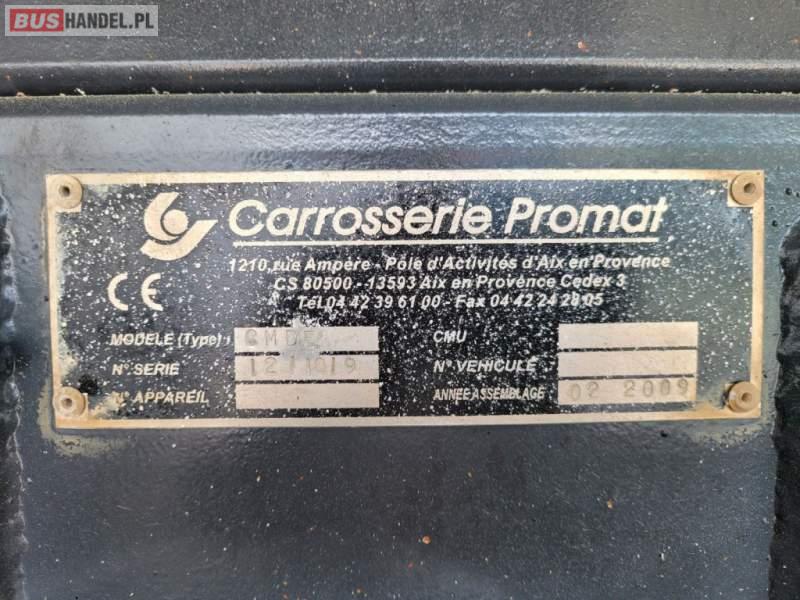 BUSHANDEL.PL
Carrosserie Promat
1210, rue Ampère - Pôle d'Activités d'Aix en Provence
CS 80500 - 13593 Aix en Provence Cedex 3
Tél. 04 42 39 61 00 - Fax 04 42 24 28 05
CE
MODELE (Type)
CMU
N° SERIE
N° VEHICULE
N° APPAREIL
ANNEE ASSEMBLAGE 02 2009